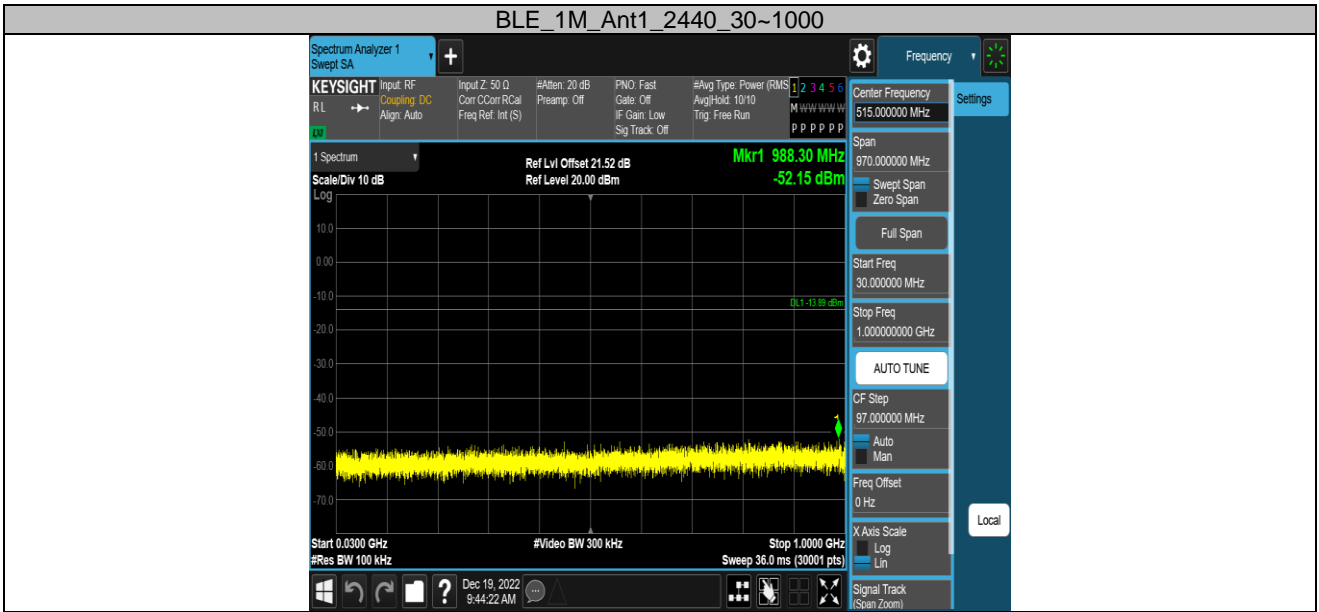 BLE_1M_Ant1_2440_30~1000
Spectrum Analyzer 1
Swept SA
+
Frequency
KEYSIGHT
RL
LXI
Input: RF
Coupling: DC
Align: Auto
Input Z: 50 Ω
Corr CCorr RCal
Freq Ref: Int (S)
#Atten: 20 dB
Preamp: Off
PNO: Fast
Gate: Off
IF Gain: Low
Sig Track: Off
#Avg Type: Power (RMS
Avg|Hold: 10/10
Trig: Free Run
1 2 3 4 5 6
M W W W W W
P P P P P P
1 Spectrum
Scale/Div 10 dB
Ref Lvl Offset 21.52 dB
Ref Level 20.00 dBm
Mkr1 988.30 MHz
-52.15 dBm
Log
10.0
0.00
-10.0
DL1 -13.89 dBm
-20.0
-30.0
-40.0
1
-50.0
-60.0
-70.0
Start 0.0300 GHz
#Res BW 100 kHz
#Video BW 300 kHz
Stop 1.0000 GHz
Sweep 36.0 ms (30001 pts)
?
Dec 19, 2022
9:44:22 AM
Center Frequency
515.000000 MHz
Span
970.000000 MHz
Swept Span
Zero Span
Full Span
Start Freq
30.000000 MHz
Stop Freq
1.000000000 GHz
AUTO TUNE
CF Step
97.000000 MHz
Auto
Man
Freq Offset
0 Hz
X Axis Scale
Log
Lin
Signal Track
(Span Zoom)
Settings
Local